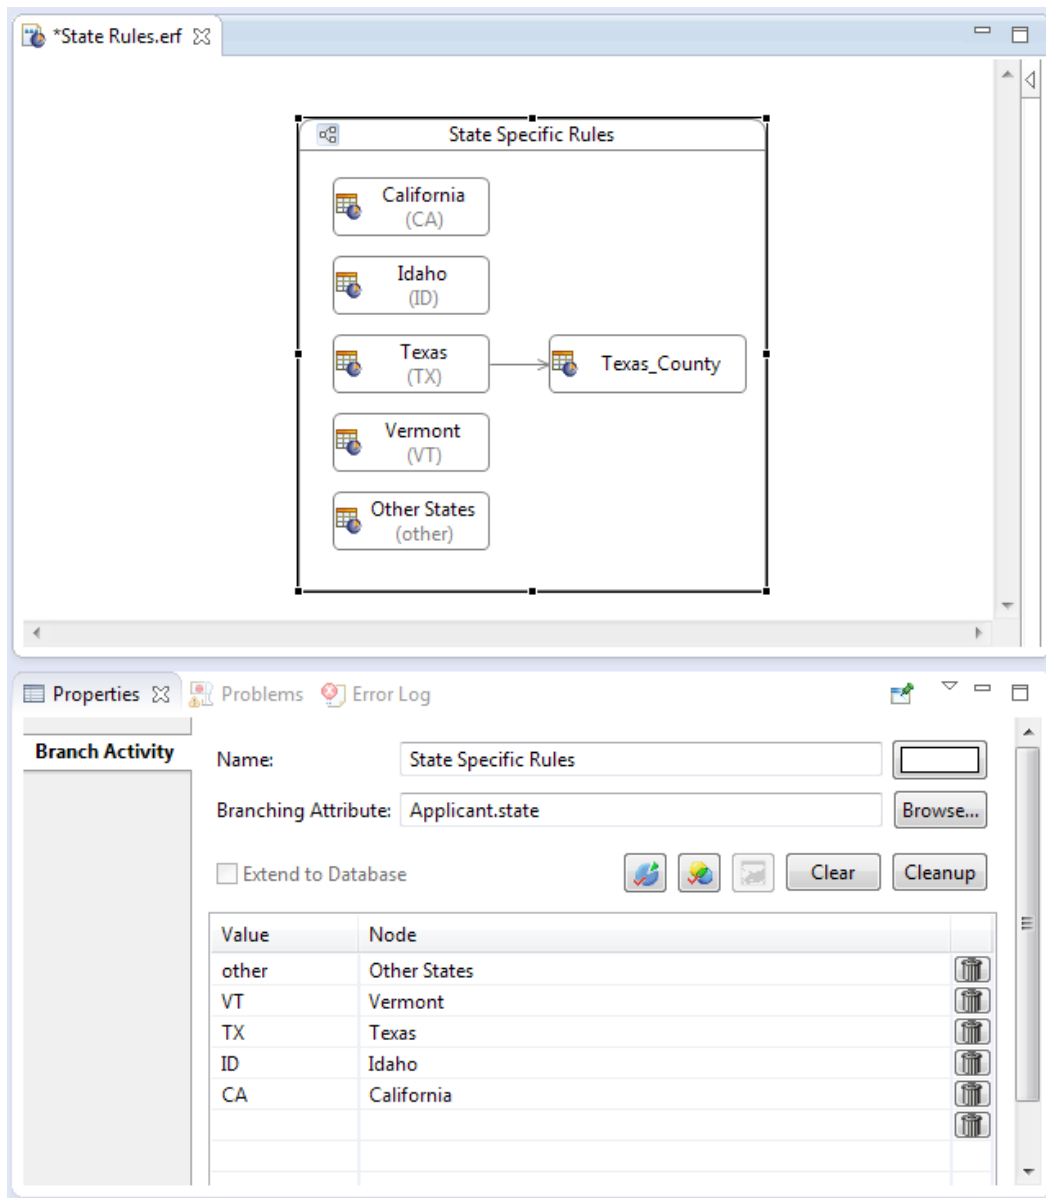 *State Rules.erf
State Specific Rules
California
(CA)
Idaho
(ID)
Texas
(TX)
Texas_County
Vermont
(VT)
Other States
(other)
Properties Problems Error Log
Branch Activity
Name: State Specific Rules
Branching Attribute: Applicant.state Browse...
Extend to Database Clear Cleanup
Value Node
other Other States
VT Vermont
TX Texas
ID Idaho
CA California